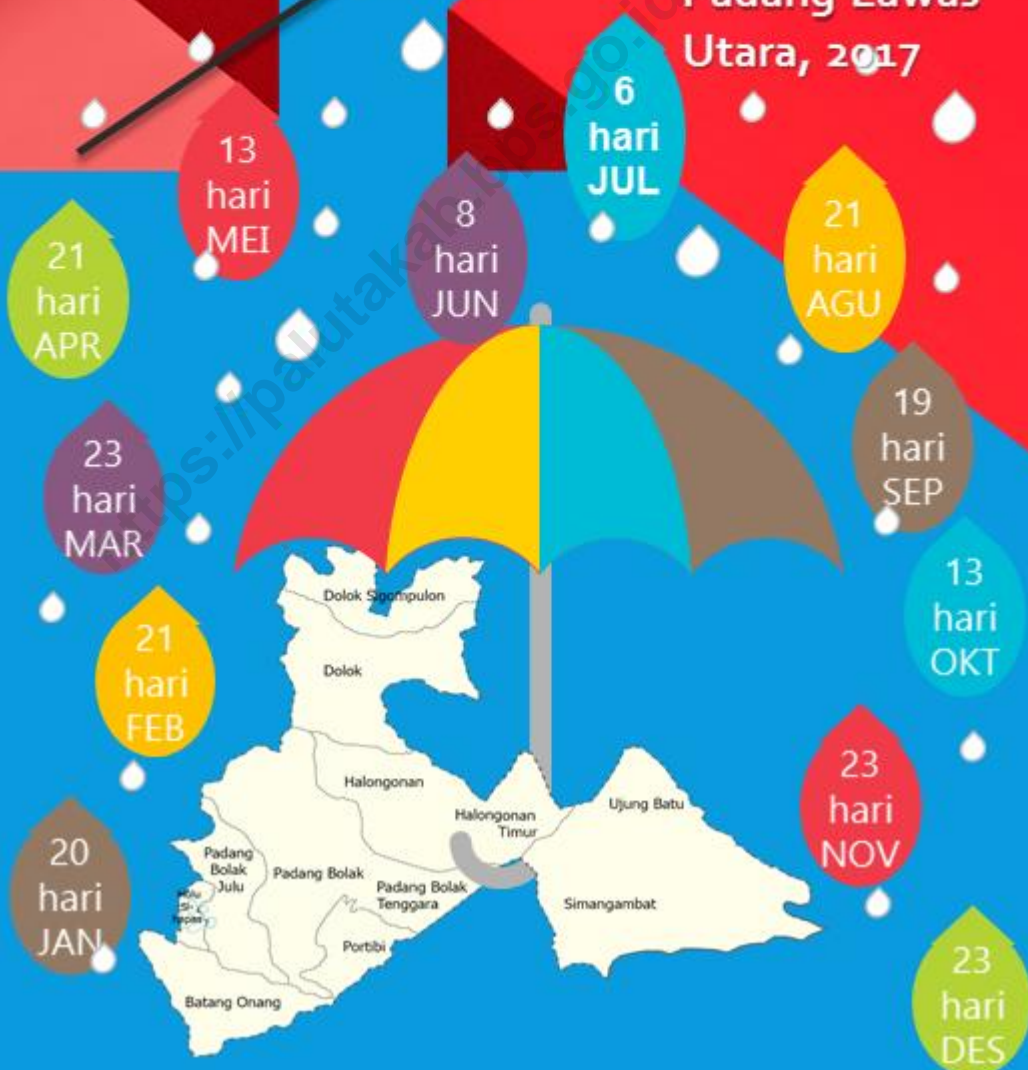 Padang Lawas
Utara, 2017
6
hari
JUL
13
hari
MEI
8
hari
JUN
21
hari
AGU
21
hari
APR
19
hari
SEP
23
hari
MAR
13
hari
OKT
21
hari
FEB
23
hari
NOV
20
hari
JAN
23
hari
DES
Dolok Sigompulon
Dolok
Halongonan
Halongonan
Timur
Ujung Batu
Padang
Bolak
Julu
Padang Bolak
Padang Bolak
Tenggara
Simangambat
Portibi
Batang Onang
https://palutakab.bps.go.id